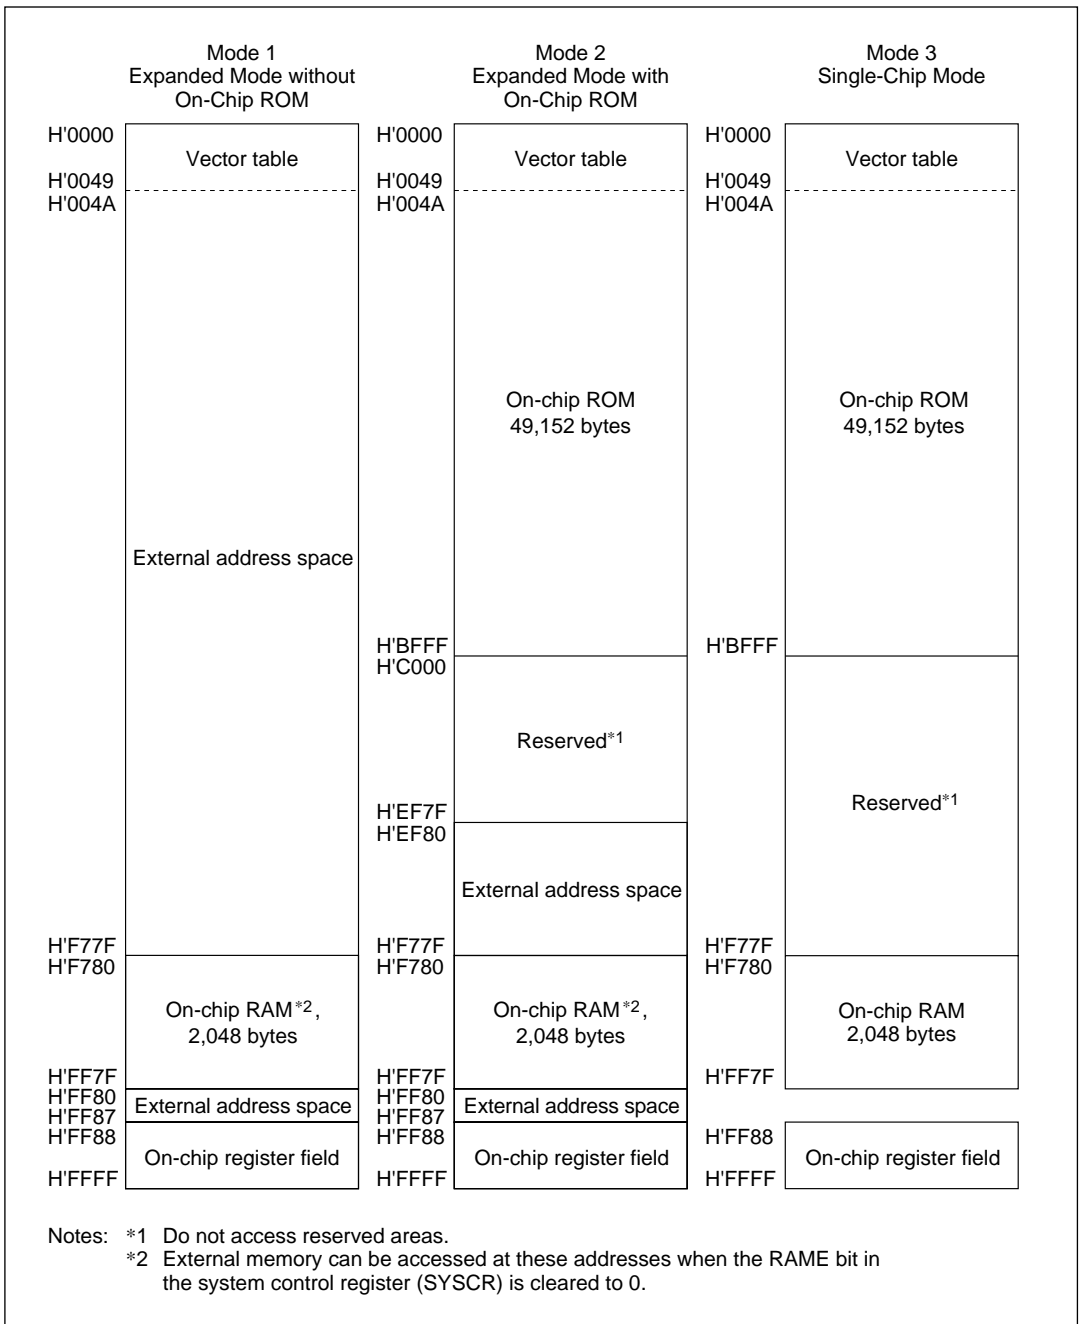 Mode 1
Expanded Mode without
On-Chip ROM
H'0000
Vector table
H'0049
H'004A
External address space
H'F77F
H'F780
On-chip RAM*2,
2,048 bytes
H'FF7F
H'FF80
External address space
H'FF87
H'FF88
On-chip register field
H'FFFF
Mode 2
Expanded Mode with
On-Chip ROM
H'0000
Vector table
H'0049
H'004A
On-chip ROM
49,152 bytes
H'BFFF
H'C000
Reserved*1
H'EF7F
H'EF80
External address space
H'F77F
H'F780
On-chip RAM*2,
2,048 bytes
H'FF7F
H'FF80
External address space
H'FF87
H'FF88
On-chip register field
H'FFFF
Mode 3
Single-Chip Mode
H'0000
Vector table
H'0049
H'004A
On-chip ROM
49,152 bytes
H'BFFF
Reserved*1
H'F77F
H'F780
On-chip RAM
2,048 bytes
H'FF7F
H'FF88
On-chip register field
H'FFFF
Notes: *1 Do not access reserved areas.
*2 External memory can be accessed at these addresses when the RAME bit in
the system control register (SYSCR) is cleared to 0.